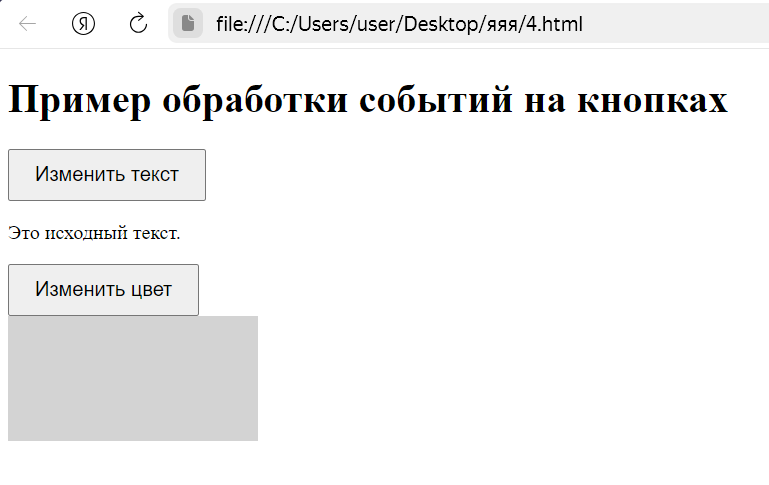 Я file:///C:/Users/user/Desktop/яяя/4.html
Пример обработки событий на кнопках
Изменить текст
Это исходный текст.
Изменить цвет